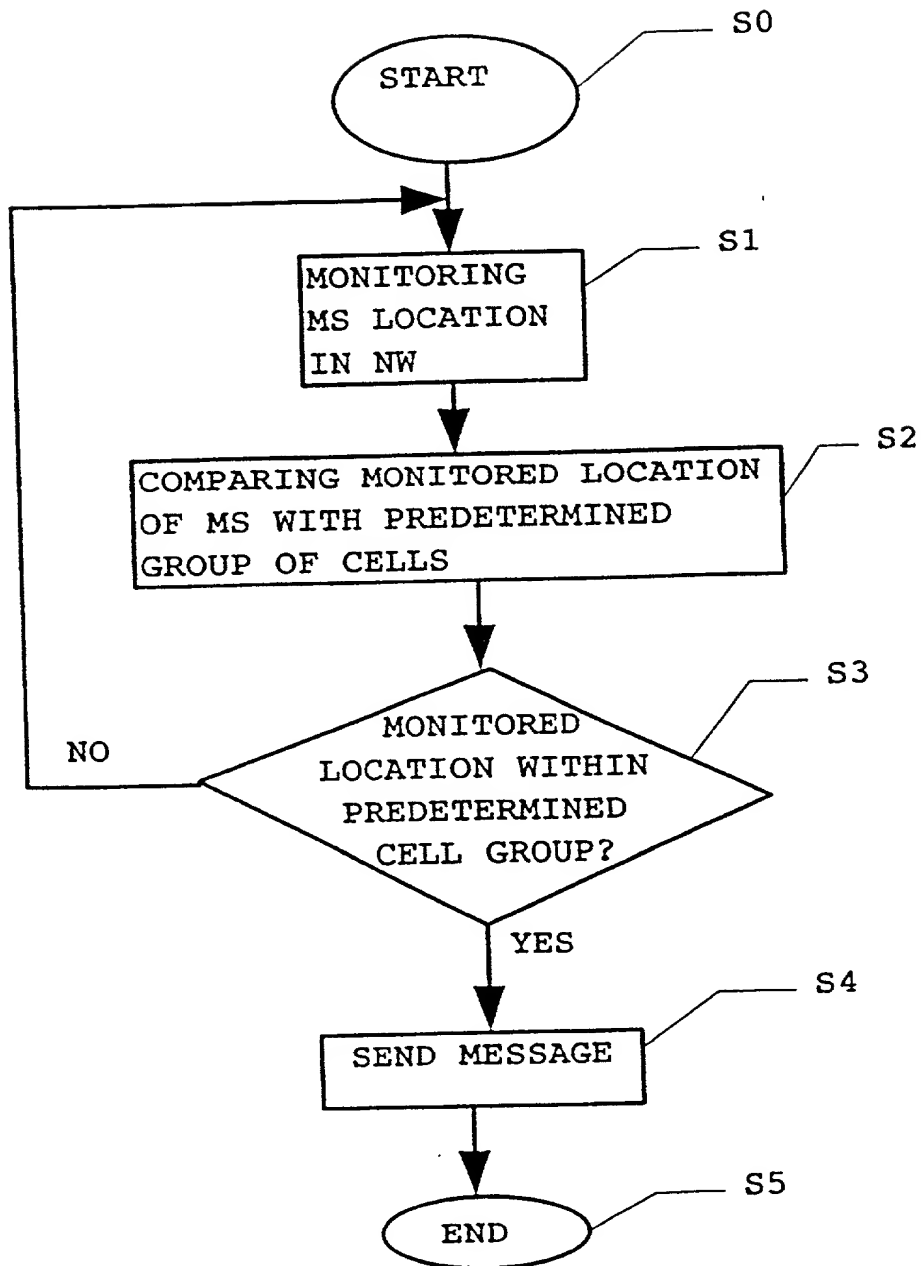 S0
START
S1
MONITORING
MS LOCATION
IN NW
S2
COMPARING MONITORED LOCATION
OF MS WITH PREDETERMINED
GROUP OF CELLS
S3
MONITORED
LOCATION WITHIN
PREDETERMINED
CELL GROUP?
NO
YES
S4
SEND MESSAGE
S5
END